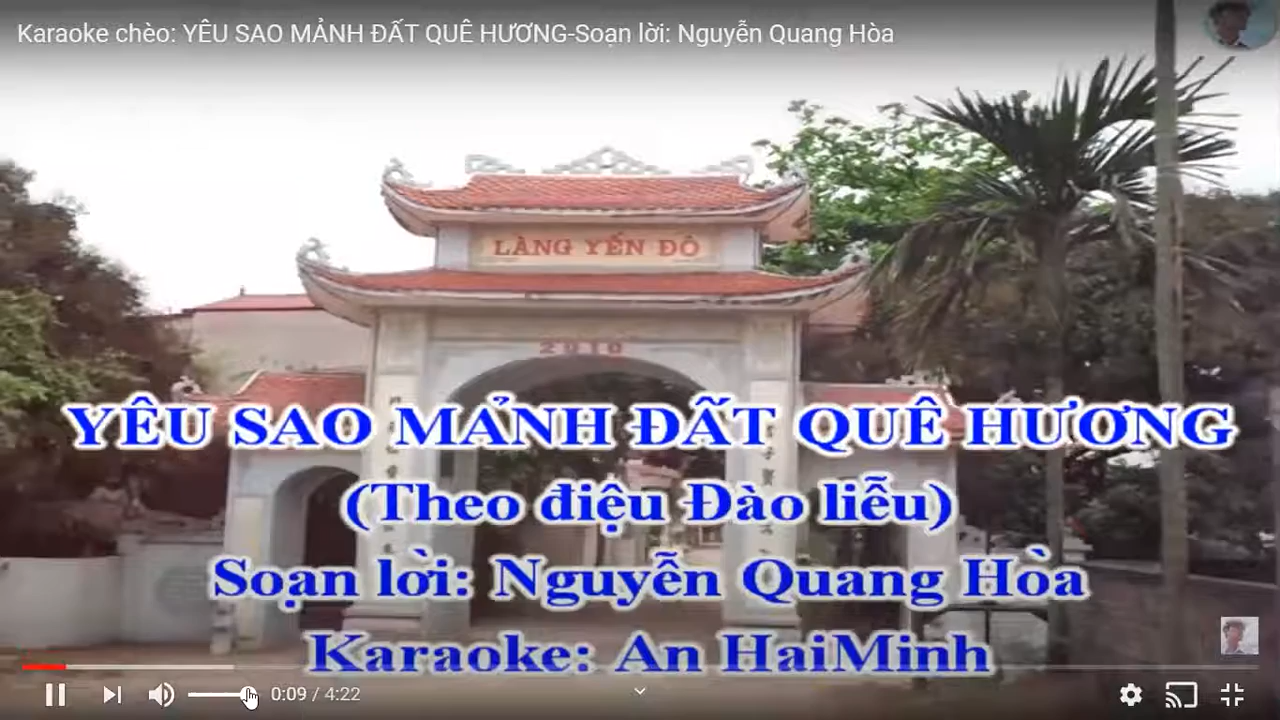 Karaoke chèo: YÊU SAO MẢNH ĐẤT QUÊ HƯƠNG-Soạn lời: Nguyễn Quang Hòa
LÀNG YÊN ĐÔ
2010
YÊU SAO MẢNH ĐẤT QUÊ HƯƠNG
(Theo điệu Đào liễu)
Soạn lời: Nguyễn Quang Hòa
Karaoke: An HaiMinh
0:09 / 4:22